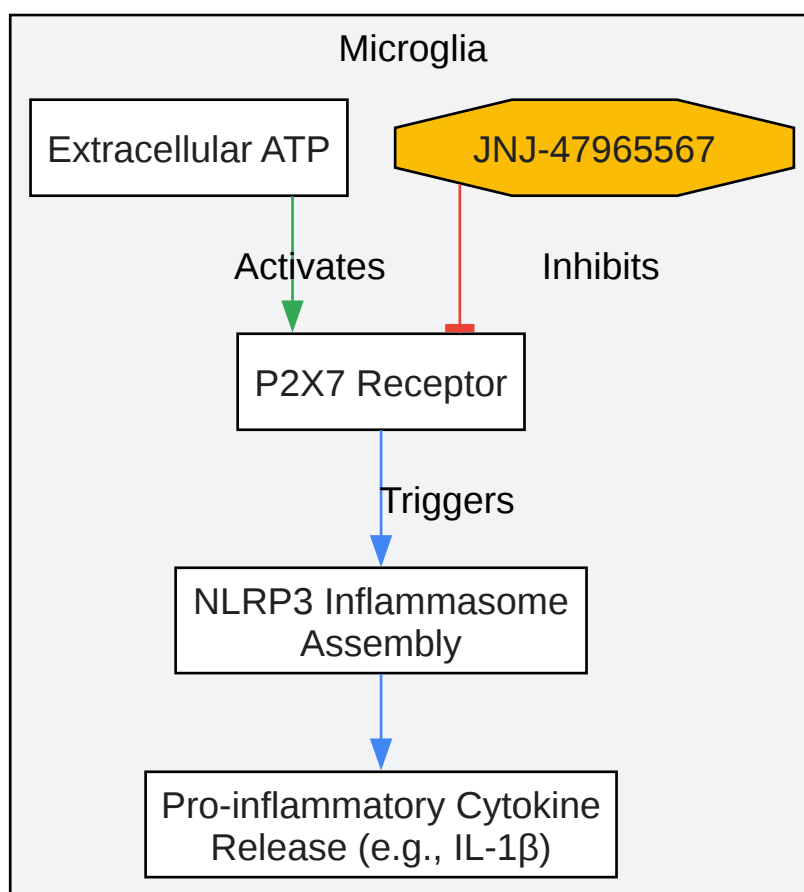 Microglia
Extracellular ATP
JNJ-47965567
Activates
Inhibits
P2X7 Receptor
Triggers
NLRP3 Inflammasome
Assembly
Pro-inflammatory Cytokine
Release (e.g., IL-1β)